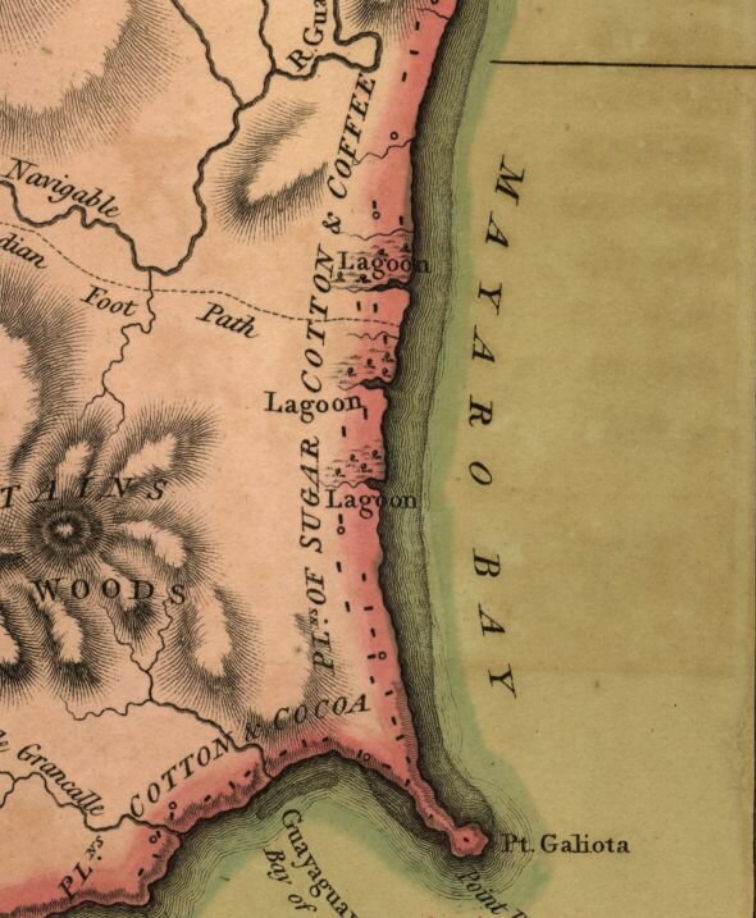 R. Gua
Navigable
dian
Foot
Path
PL.ns OF SUGAR COTTON & COFFEE
Lagoon
Lagoon
Lagoon
MAYARO BAY
TAINS
WOODS
Grancalle
PL.ns
COTTON & COCOA
Pt. Galiota
Guayaguay
Bay of
Point